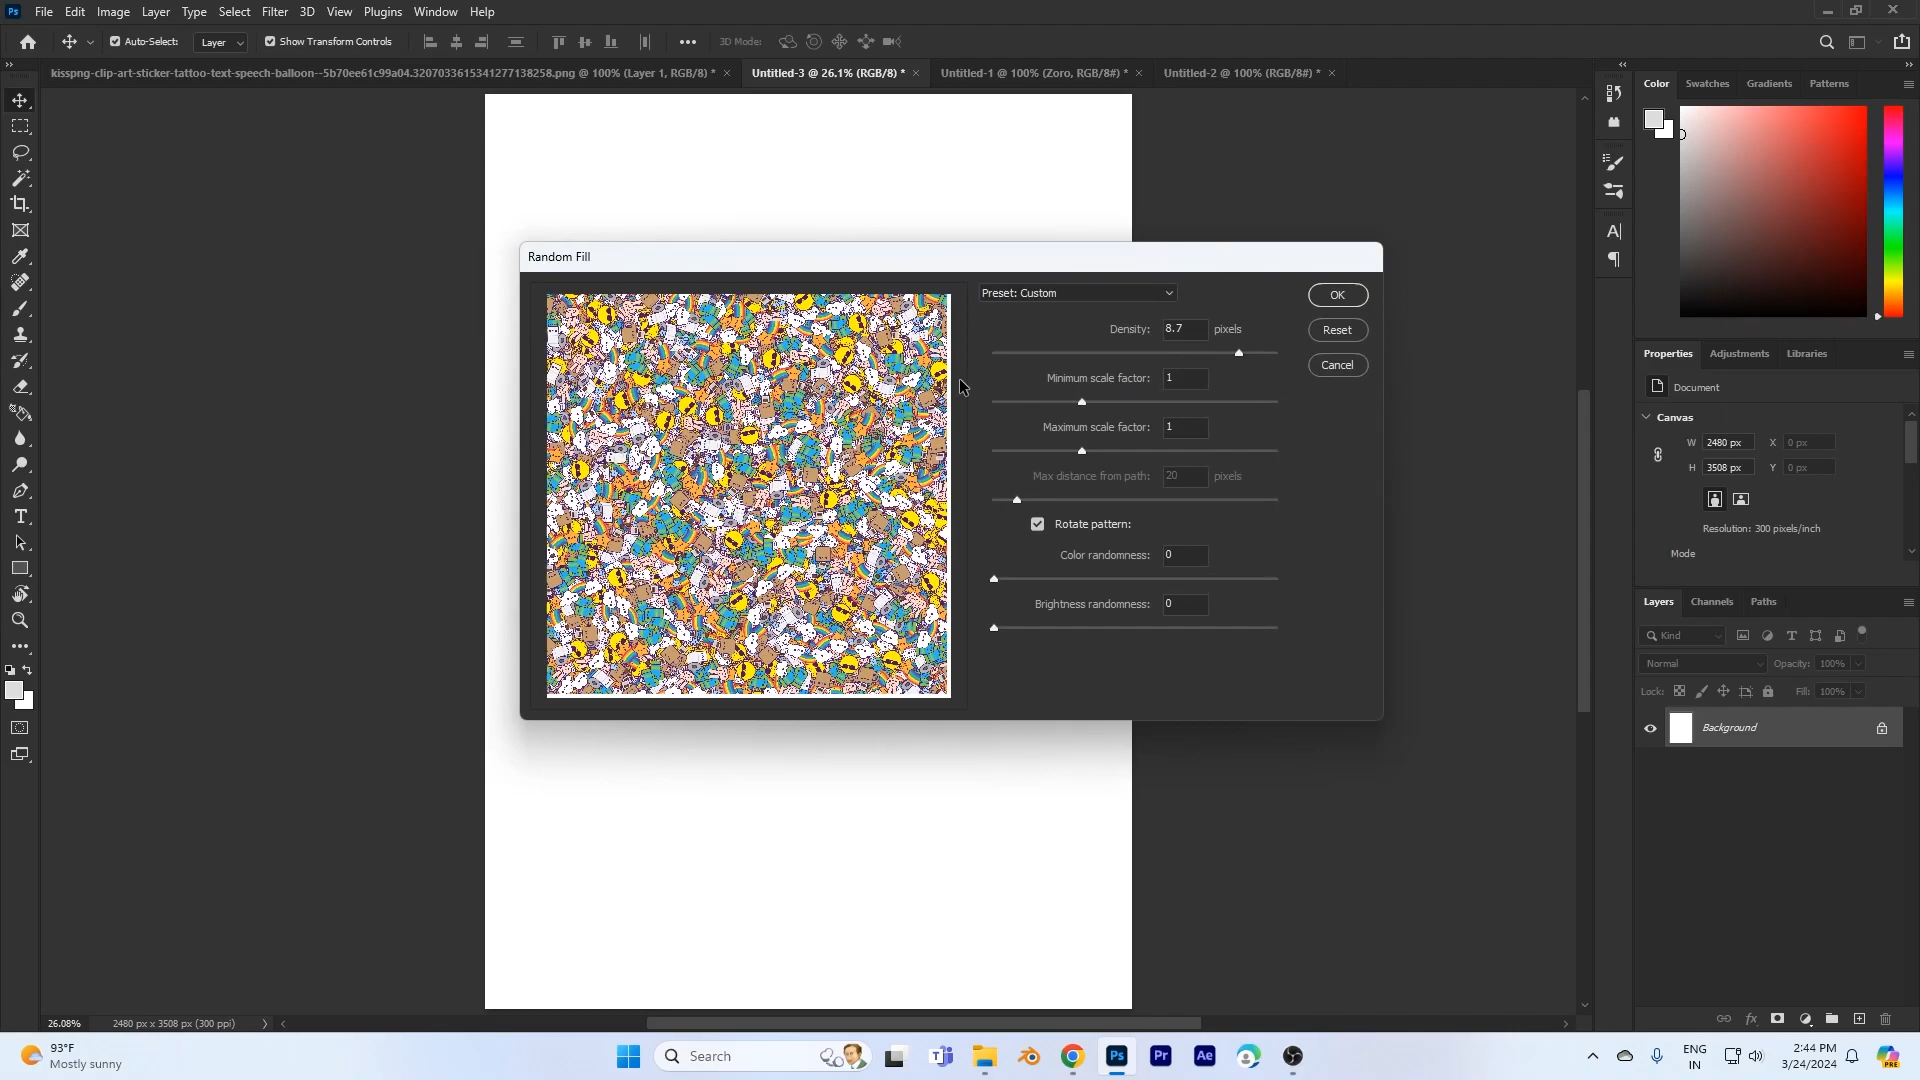 Ps File Edit Image Layer Type Select Filter 3D View Plugins Window Help
Auto-Select: Layer Show Transform Controls 3D Mode:
kisspng-clip-art-sticker-tattoo-text-speech-balloon--5b70ee61c99a04.3207033615341277138258.png @ 100% (Layer 1, RGB/8) * Untitled-3 @ 26.1% (RGB/8) * Untitled-1 @ 100% (Zoro, RGB/8#) * Untitled-2 @ 100% (RGB/8#) *
Color Swatches Gradients Patterns
Random Fill
Preset: Custom
OK
Density: 8.7 pixels
Reset
Cancel
Minimum scale factor: 1
Maximum scale factor: 1
Max distance from path: 20 pixels
Rotate pattern:
Color randomness: 0
Brightness randomness: 0
Properties Adjustments Libraries
Document
Canvas
W 2480 px X 0 px
H 3508 px Y 0 px
Resolution: 300 pixels/inch
Mode
Layers Channels Paths
Kind
Normal Opacity: 100%
Lock: Fill: 100%
Background
26.08% 2480 px x 3508 px (300 ppi)
93°F
Mostly sunny
Search
Ps Pr Ae
ENG
IN
2:44 PM
3/24/2024
PRE